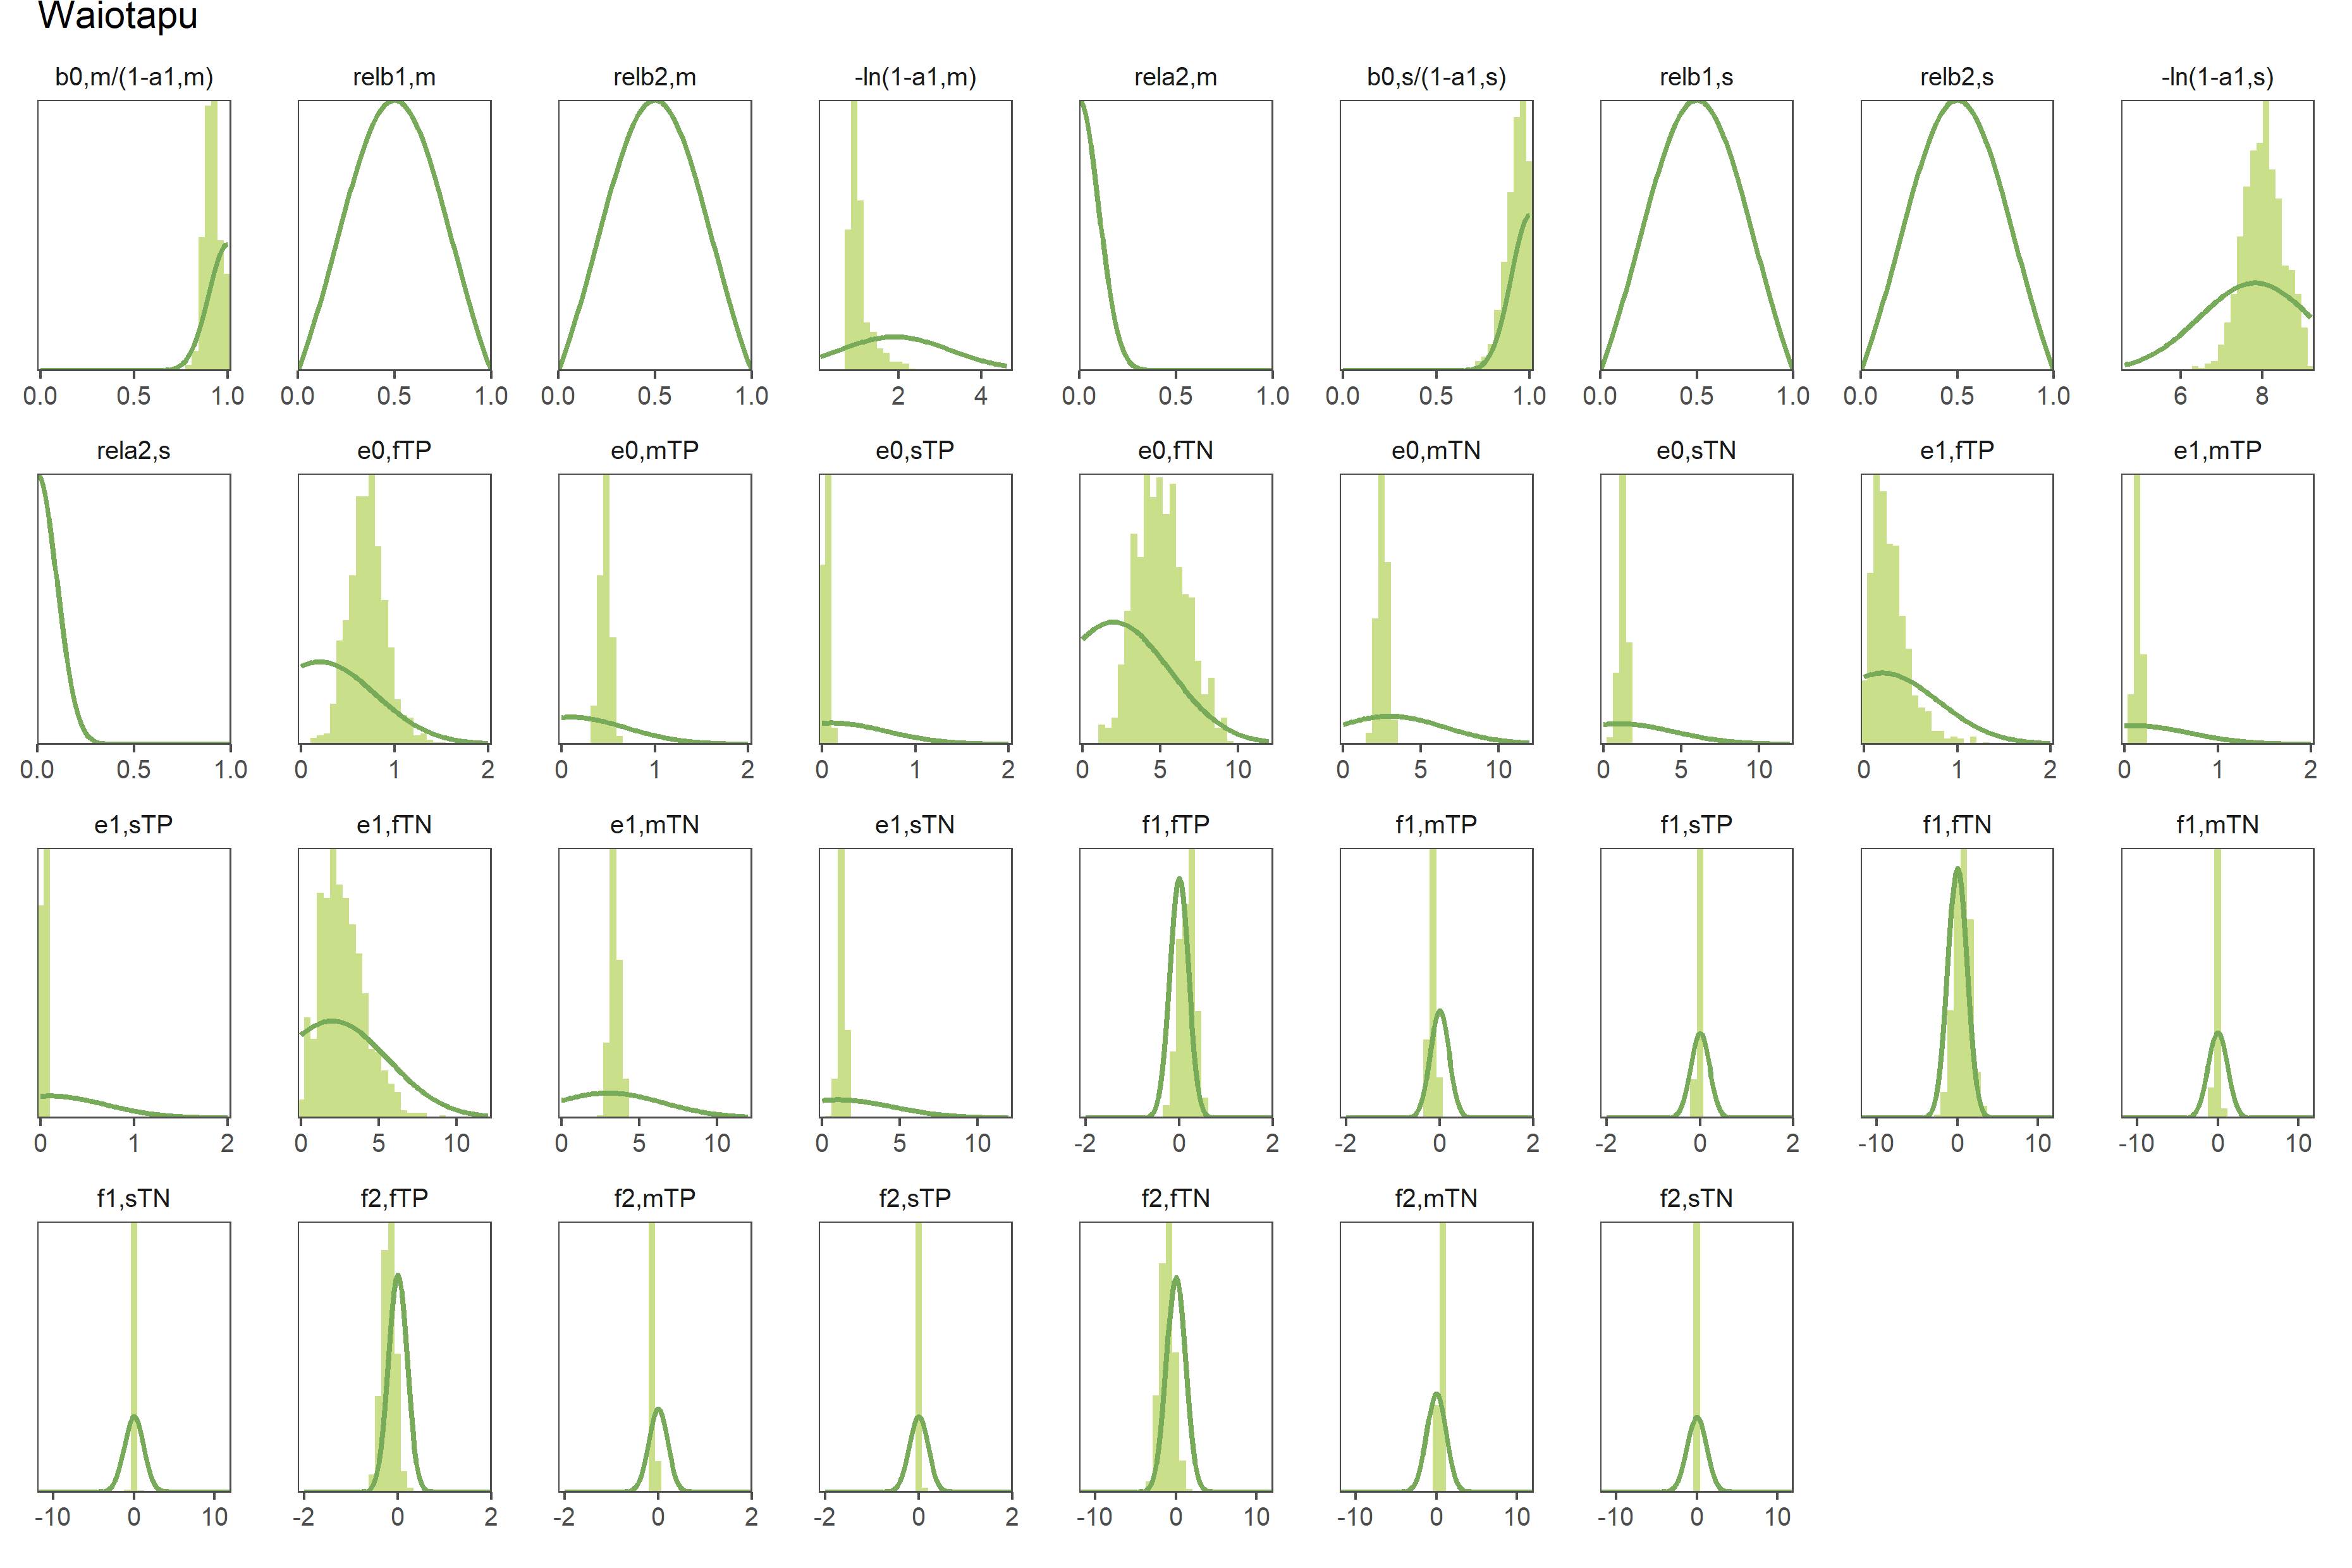 Waiotapu
b0,m/(1-a1,m) relb1,m relb2,m -ln(1-a1,m) rela2,m b0,s/(1-a1,s) relb1,s relb2,s -ln(1-a1,s)
0.0 0.5 1.0 0.0 0.5 1.0 0.0 0.5 1.0 2 4 0.0 0.5 1.0 0.0 0.5 1.0 0.0 0.5 1.0 0.0 0.5 1.0 6 8
rela2,s e0,fTP e0,mTP e0,sTP e0,fTN e0,mTN e0,sTN e1,fTP e1,mTP
0.0 0.5 1.0 0 1 2 0 1 2 0 1 2 0 5 10 0 5 10 0 5 10 0 1 2 0 1 2
e1,sTP e1,fTN e1,mTN e1,sTN f1,fTP f1,mTP f1,sTP f1,fTN f1,mTN
0 1 2 0 5 10 0 5 10 0 5 10 -2 0 2 -2 0 2 -2 0 2 -10 0 10 -10 0 10
f1,sTN f2,fTP f2,mTP f2,sTP f2,fTN f2,mTN f2,sTN
-10 0 10 -2 0 2 -2 0 2 -2 0 2 -10 0 10 -10 0 10 -10 0 10